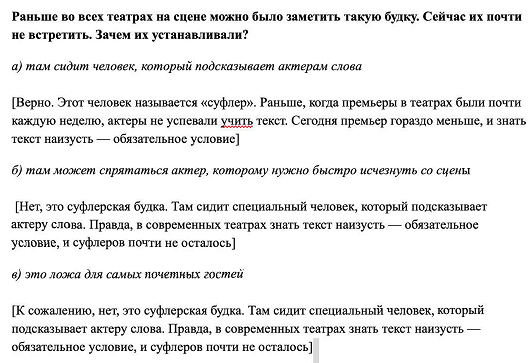 Раньше во всех театрах на сцене можно было заметить такую будку. Сейчас их почти
не встретить. Зачем их устанавливали?
а) там сидит человек, который подсказывает актерам слова
[Верно. Этот человек называется «суфлер». Раньше, когда премьеры в театрах были почти
каждую неделю, актеры не успевали учить текст. Сегодня премьер гораздо меньше, и знать
текст наизусть — обязательное условие]
б) там может спрятаться актер, которому нужно быстро исчезнуть со сцены
[Нет, это суфлерская будка. Там сидит специальный человек, который подсказывает
актеру слова. Правда, в современных театрах знать текст наизусть — обязательное
условие, и суфлеров почти не осталось]
в) это ложа для самых почетных гостей
[К сожалению, нет, это суфлерская будка. Там сидит специальный человек, который
подсказывает актеру слова. Правда, в современных театрах знать текст наизусть —
обязательное условие, и суфлеров почти не осталось]